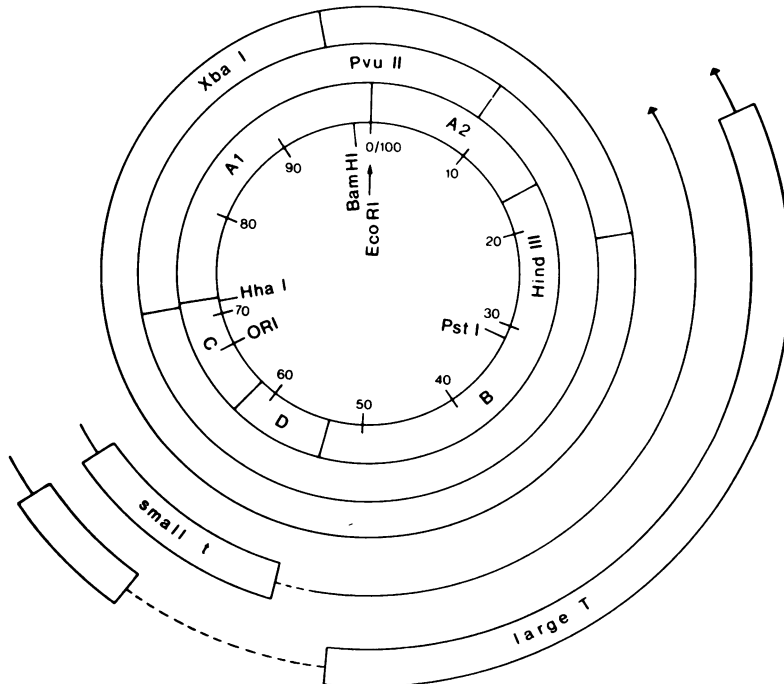 Xba I
Pvu II
A1
A2
0/100
90
10
BamHI
EcoRI
80
20
Hind III
Hha I
70
ORI
30
Pst I
C
60
40
50
D
B
small t
large T